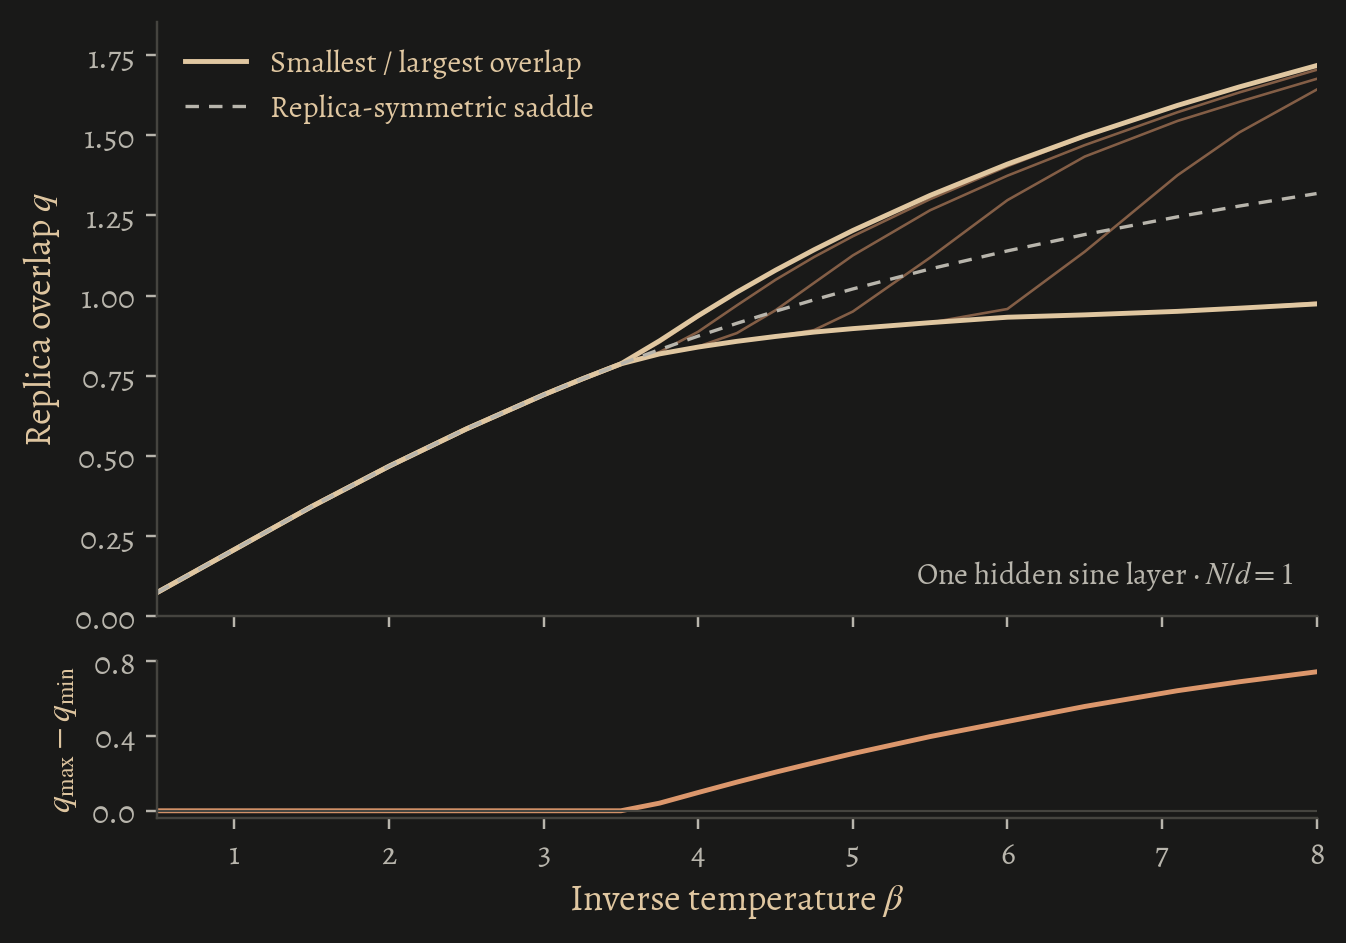 Smallest / largest overlap
Replica-symmetric saddle
Replica overlap q
1.75
1.50
1.25
1.00
0.75
0.50
0.25
0.00
One hidden sine layer · N/d = 1
qmax − qmin
0.8
0.4
0.0
1 2 3 4 5 6 7 8
Inverse temperature β